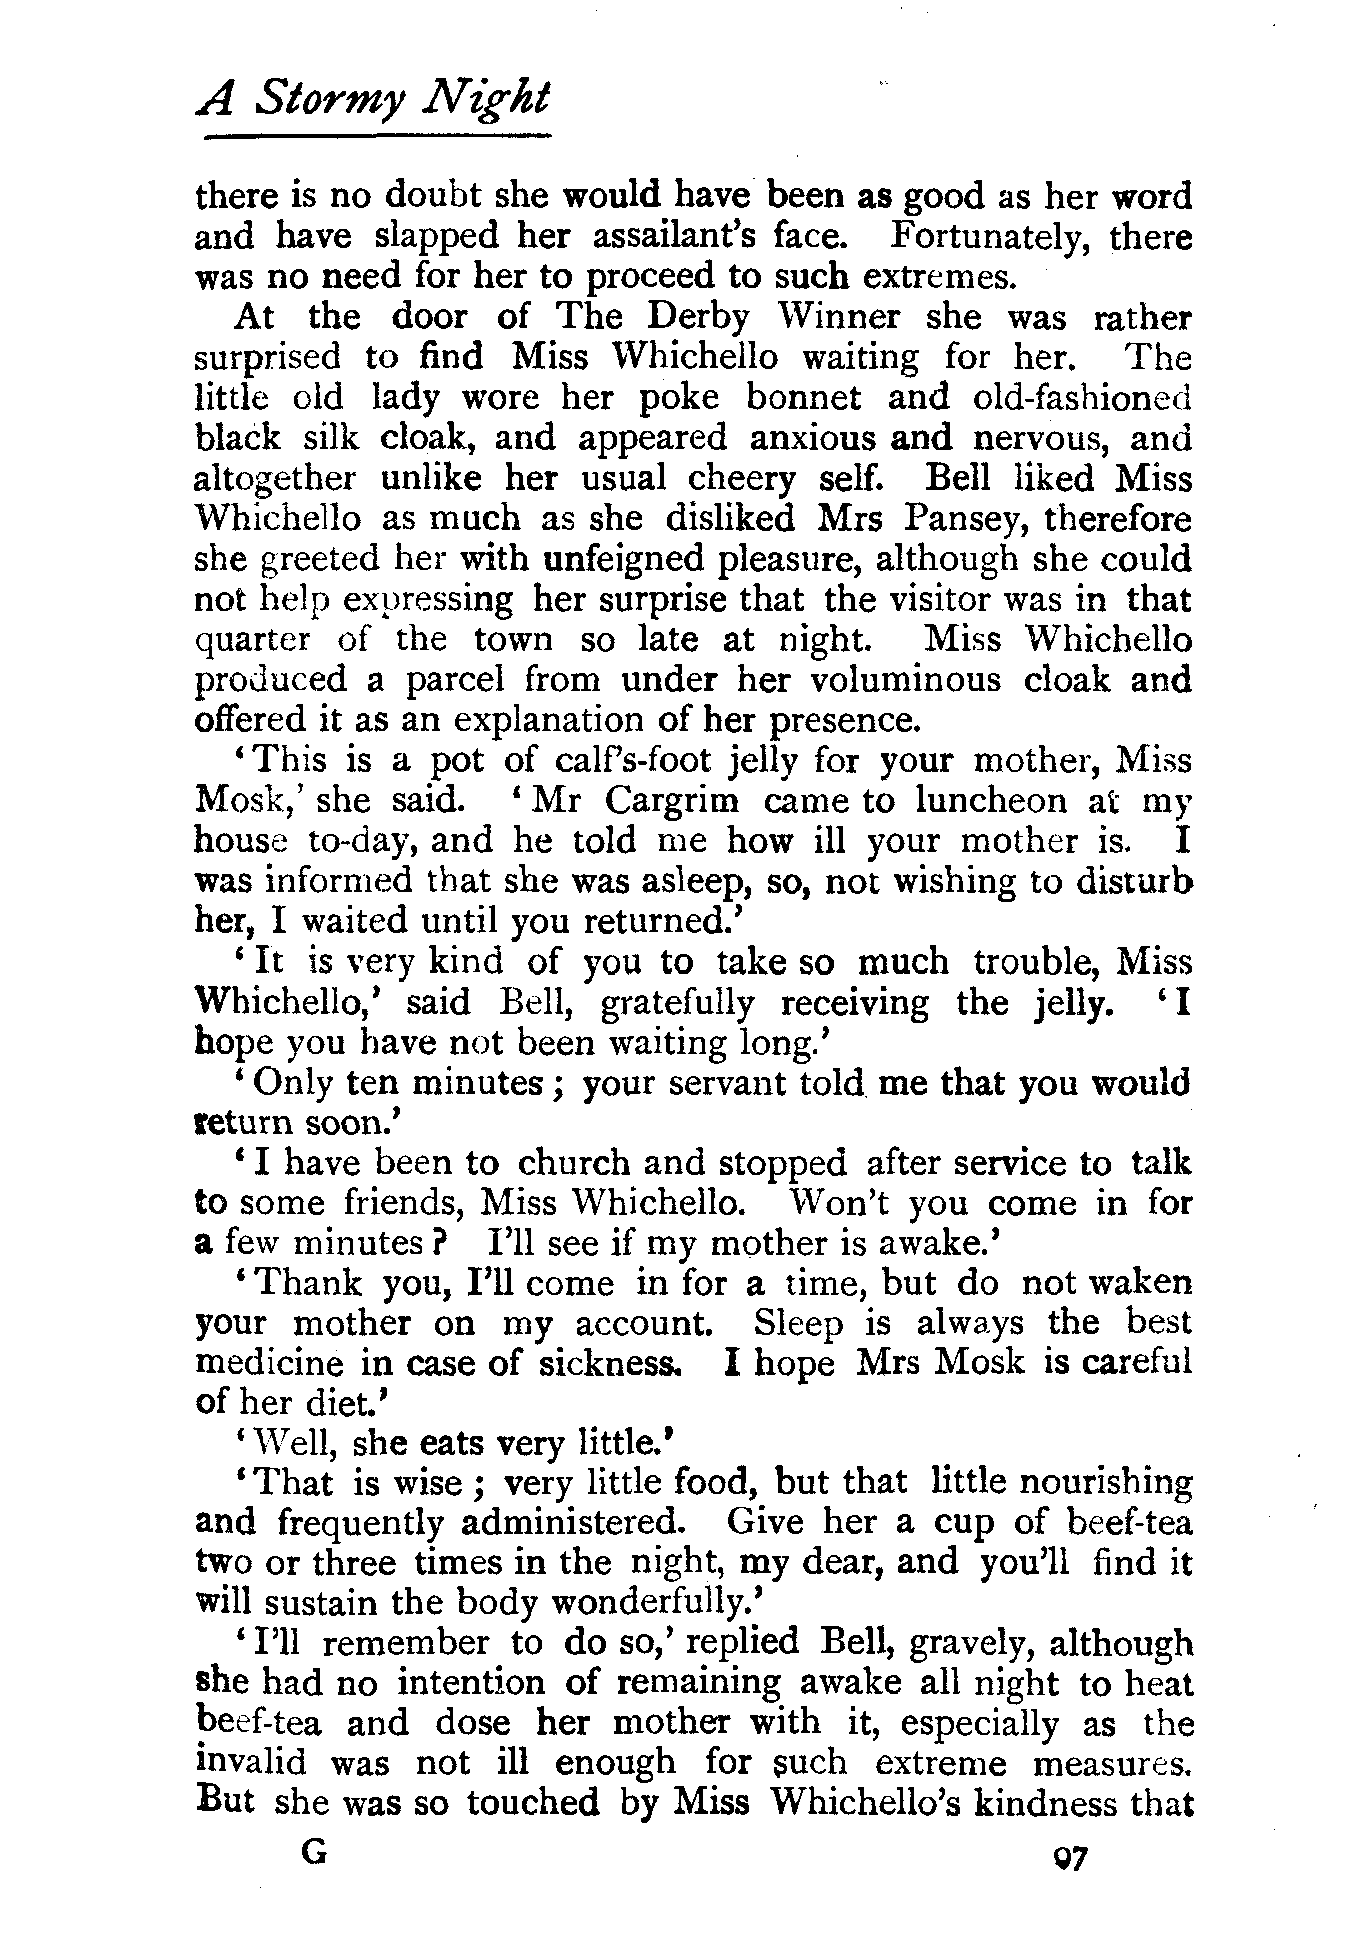 A Stormy Night
there is no doubt she would have been as good as her word
and have slapped her assailant's face. Fortunately, there
was no need for her to proceed to such extremes.
At the door of The Derby Winner she was rather
surprised to find Miss Whichello waiting for her. The
little old lady wore her poke bonnet and old-fashioned
black silk cloak, and appeared anxious and nervous, and
altogether unlike her usual cheery self. Bell liked Miss
Whichello as much as she disliked Mrs Pansey, therefore
she greeted her with unfeigned pleasure, although she could
not help expressing her surprise that the visitor was in that
quarter of the town so late at night. Miss Whichello
produced a parcel from under her voluminous cloak and
offered it as an explanation of her presence.
‘This is a pot of calf's-foot jelly for your mother, Miss
Mosk,’ she said. ‘Mr Cargrim came to luncheon at my
house to-day, and he told me how ill your mother is. I
was informed that she was asleep, so, not wishing to disturb
her, I waited until you returned.’
‘It is very kind of you to take so much trouble, Miss
Whichello,’ said Bell, gratefully receiving the jelly. ‘I
hope you have not been waiting long.’
‘Only ten minutes; your servant told me that you would
return soon.’
‘I have been to church and stopped after service to talk
to some friends, Miss Whichello. Won't you come in for
a few minutes? I'll see if my mother is awake.’
‘Thank you, I'll come in for a time, but do not waken
your mother on my account. Sleep is always the best
medicine in case of sickness. I hope Mrs Mosk is careful
of her diet.’
‘Well, she eats very little.’
‘That is wise; very little food, but that little nourishing
and frequently administered. Give her a cup of beef-tea
two or three times in the night, my dear, and you'll find it
will sustain the body wonderfully.’
‘I'll remember to do so,’ replied Bell, gravely, although
she had no intention of remaining awake all night to heat
beef-tea and dose her mother with it, especially as the
invalid was not ill enough for such extreme measures.
But she was so touched by Miss Whichello's kindness that
G 97